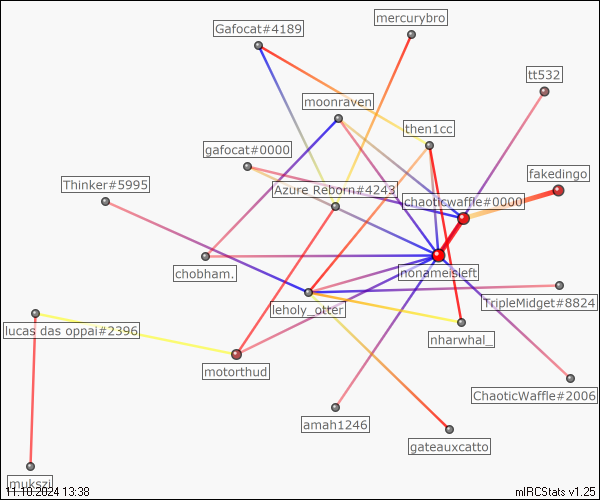 mercurybro
Gafocat#4189
tt532
moonraven
then1cc
gafocat#0000
fakedingo
Thinker#5995
Azure Reborn#4243
chaoticwaffle#0000
chobham.
nonameisleft
leholy_otter
TripleMidget#8824
lucas das oppai#2396
nharwhal_
motorthud
ChaoticWaffle#2006
amah1246
gateauxcatto
mukszi
11.10.2024 13:38
mIRCStats v1.25